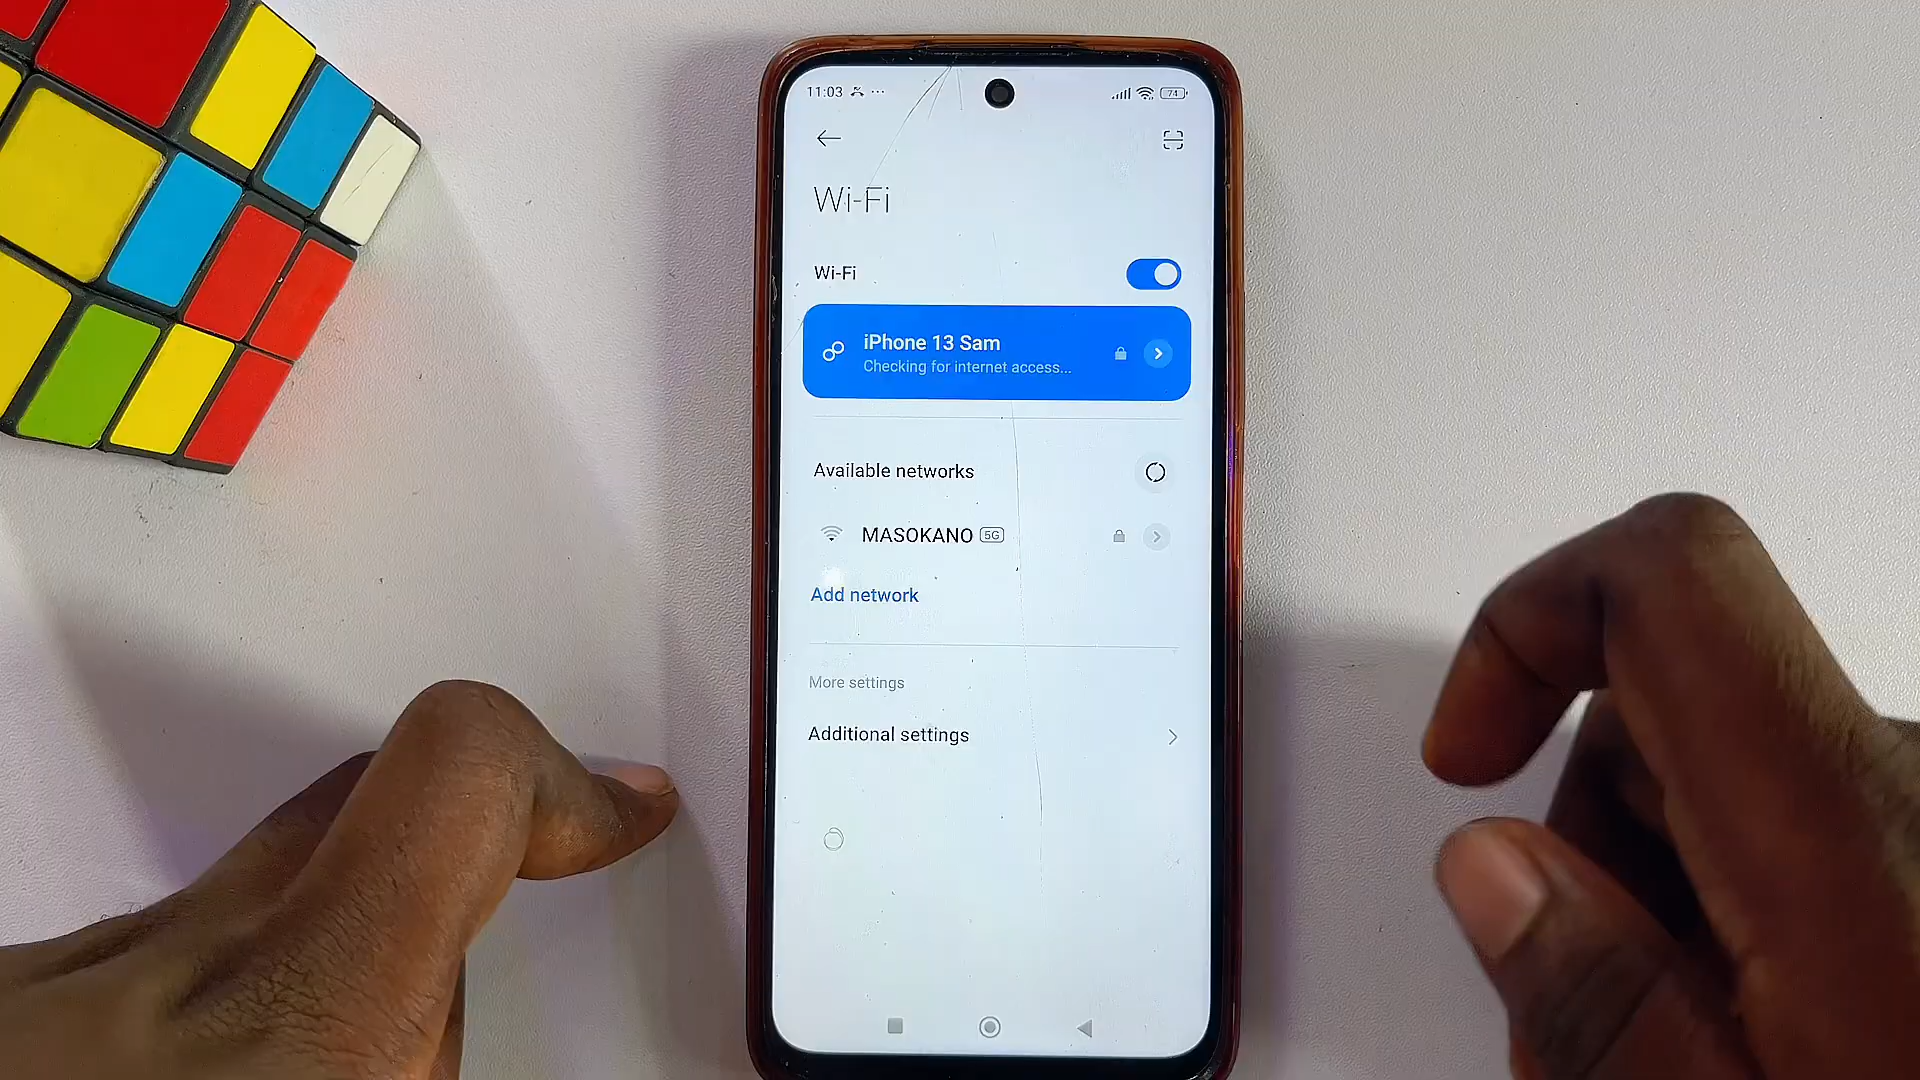 11:03 ... 74
Wi-Fi
Wi-Fi
iPhone 13 Sam
Checking for internet access...
Available networks
MASOKANO 5G
Add network
More settings
Additional settings